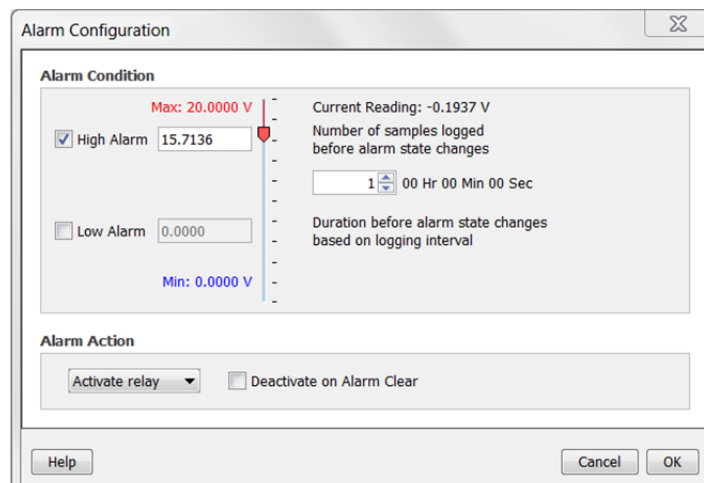 Alarm Configuration
Alarm Condition
Max: 20.0000 V
Current Reading: -0.1937 V
High Alarm 15.7136
Number of samples logged
before alarm state changes
1 00 Hr 00 Min 00 Sec
Low Alarm 0.0000
Duration before alarm state changes
based on logging interval
Min: 0.0000 V
Alarm Action
Activate relay
Deactivate on Alarm Clear
Help
Cancel
OK